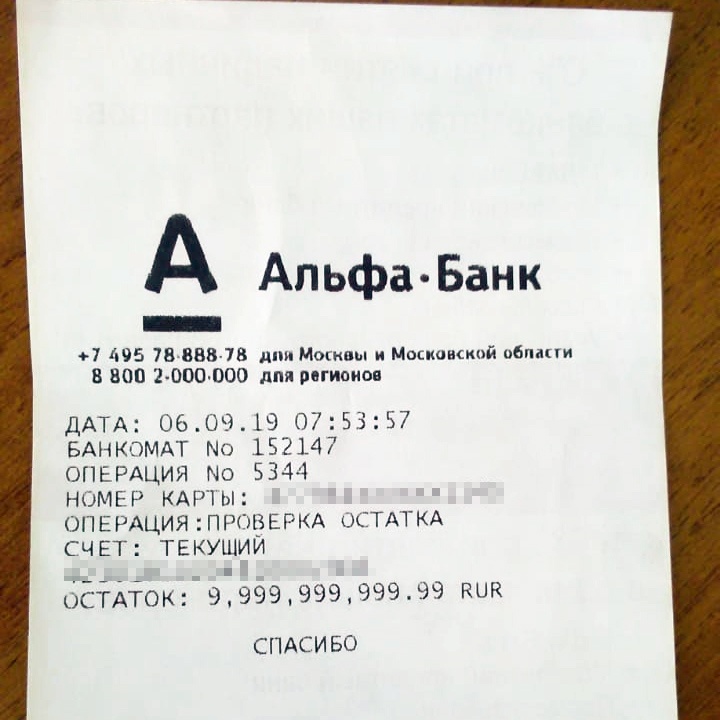 А Альфа·Банк
+7 495 78-888-78 для Москвы и Московской области
8 800 2-000-000 для регионов
ДАТА: 06.09.19 07:53:57
БАНКОМАТ No 152147
ОПЕРАЦИЯ No 5344
НОМЕР КАРТЫ:
ОПЕРАЦИЯ:ПРОВЕРКА ОСТАТКА
СЧЕТ: ТЕКУЩИЙ
ОСТАТОК: 9,999,999,999.99 RUR
СПАСИБО